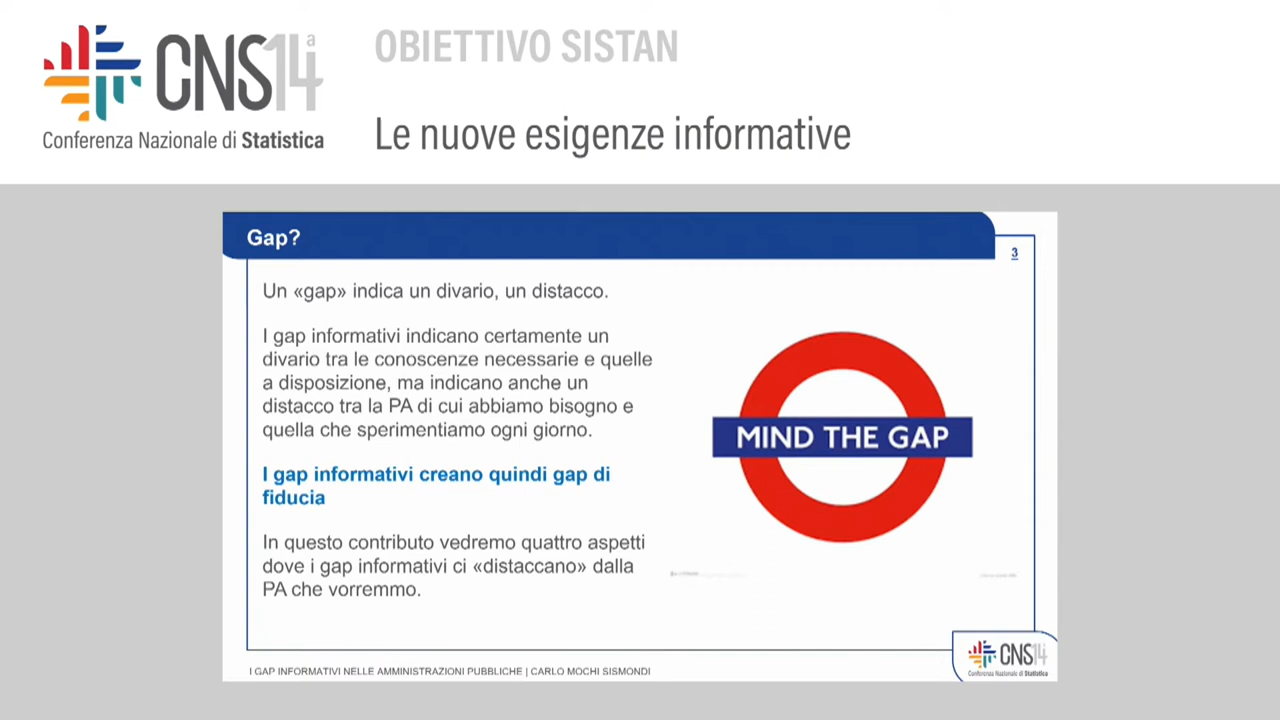 CNS14a
Conferenza Nazionale di Statistica
OBIETTIVO SISTAN
Le nuove esigenze informative
Gap?
3
Un «gap» indica un divario, un distacco.
I gap informativi indicano certamente un
divario tra le conoscenze necessarie e quelle
a disposizione, ma indicano anche un
distacco tra la PA di cui abbiamo bisogno e
quella che sperimentiamo ogni giorno.
I gap informativi creano quindi gap di
fiducia
In questo contributo vedremo quattro aspetti
dove i gap informativi ci «distaccano» dalla
PA che vorremmo.
MIND THE GAP
I GAP INFORMATIVI NELLE AMMINISTRAZIONI PUBBLICHE | CARLO MOCHI SISMONDI
CNS14
Conferenza Nazionale di Statistica